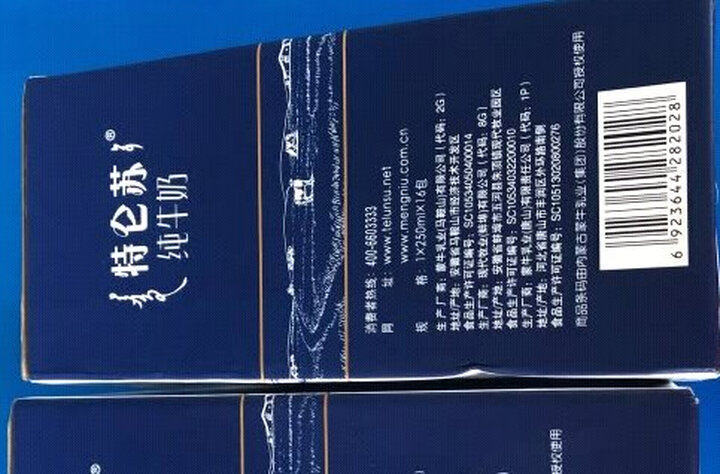 特仑苏®
纯牛奶
消费者热线: 400-6603333
网 址: www.telunsu.net
www.mengniu.com.cn
规 格: 1×250mlX16包
生产厂商: 蒙牛乳业(马鞍山)有限公司 (代码: 2G)
地址/产地: 安徽省马鞍山市经济技术开发区
食品生产许可证编号: SC10534050400014
生产厂商: 现代牧业(蚌埠)有限公司 (代码: 8G)
地址/产地: 安徽省蚌埠市五河县朱顶镇现代牧业园区
食品生产许可证编号: SC10534032200010
生产厂商: 蒙牛乳业(唐山)有限责任公司 (代码: 1P)
地址/产地: 河北省唐山市丰润区外环路南侧
食品生产许可证编号: SC10513020800276
商品条码由内蒙古蒙牛乳业(集团)股份有限公司授权使用
6 923644 282028
®
授权使用